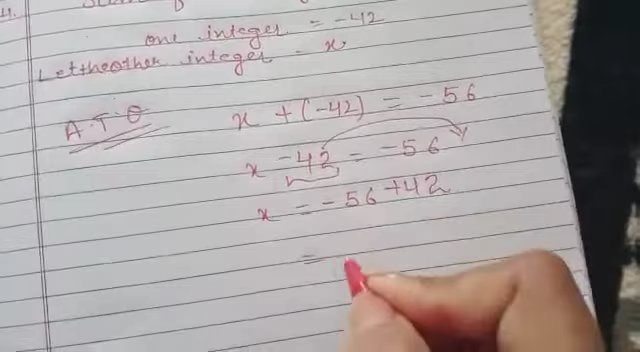 4.
one integer = -42
Let the other integer = x
A.T.Q x + (-42) = -56
x -42 = -56
x = -56 +42
=